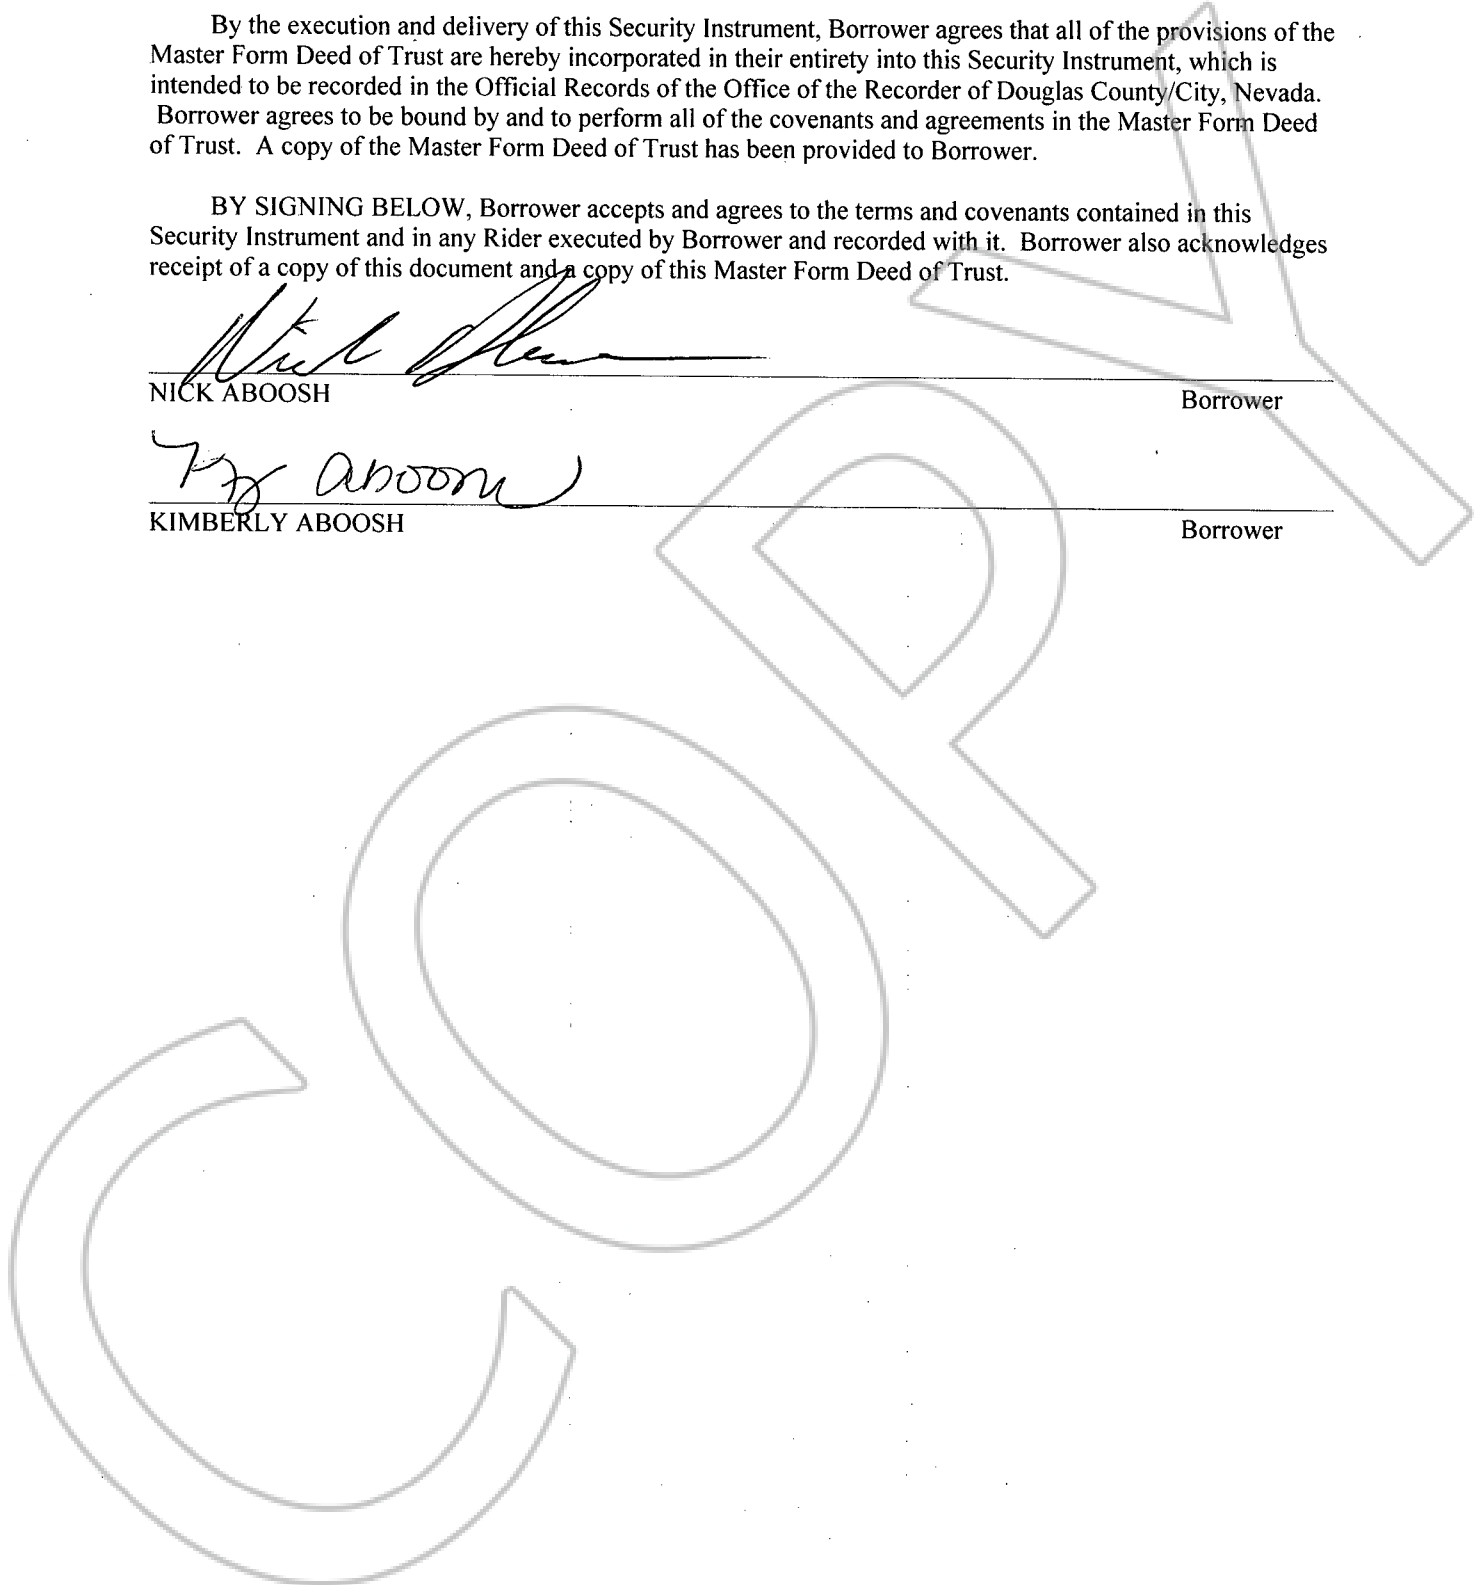 By the execution and delivery of this Security Instrument, Borrower agrees that all of the provisions of the
Master Form Deed of Trust are hereby incorporated in their entirety into this Security Instrument, which is
intended to be recorded in the Official Records of the Office of the Recorder of Douglas County/City, Nevada.
Borrower agrees to be bound by and to perform all of the covenants and agreements in the Master Form Deed
of Trust. A copy of the Master Form Deed of Trust has been provided to Borrower.
BY SIGNING BELOW, Borrower accepts and agrees to the terms and covenants contained in this
Security Instrument and in any Rider executed by Borrower and recorded with it. Borrower also acknowledges
receipt of a copy of this document and a copy of this Master Form Deed of Trust.
Nick
NICK ABOOSH Borrower
KIMBERLY ABOOSH Borrower
COPY